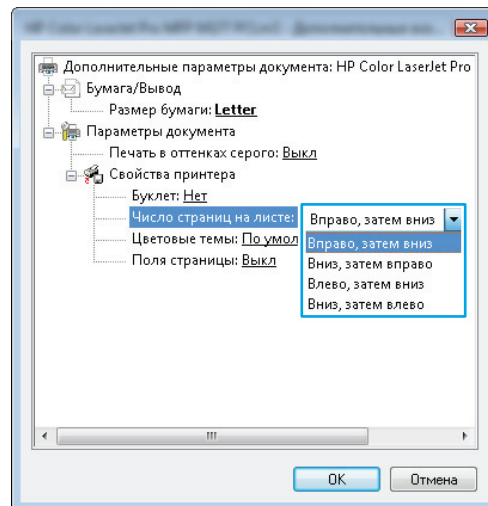 Дополнительные параметры документа: HP Color LaserJet Pro
Бумага/Вывод
Размер бумаги: Letter
Параметры документа
Печать в оттенках серого: Выкл
Свойства принтера
Буклет: Нет
Число страниц на листе: Вправо, затем вниз
Цветовые темы: По умол
Вправо, затем вниз
Поля страницы: Выкл
Вниз, затем вправо
Влево, затем вниз
Вниз, затем влево
OK
Отмена